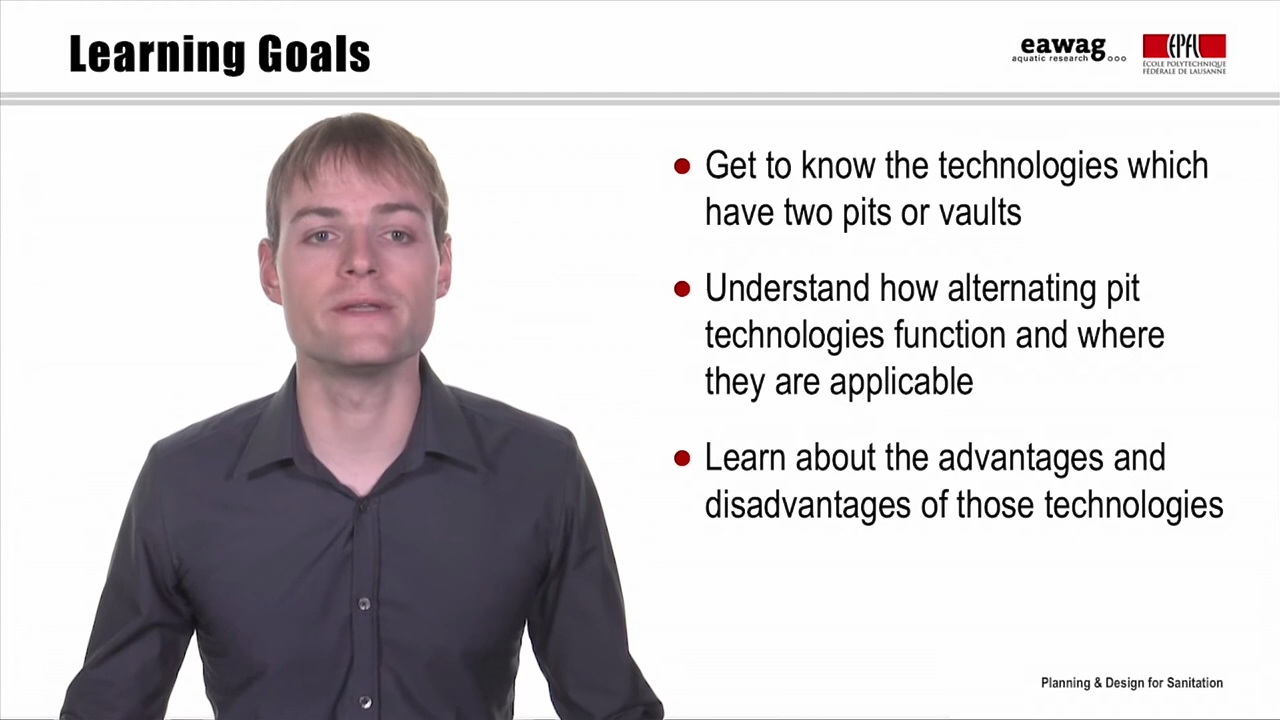 Learning Goals
eawag
aquatic research
EPFL
ÉCOLE POLYTECHNIQUE
FÉDÉRALE DE LAUSANNE
Get to know the technologies which
have two pits or vaults
Understand how alternating pit
technologies function and where
they are applicable
Learn about the advantages and
disadvantages of those technologies
Planning & Design for Sanitation